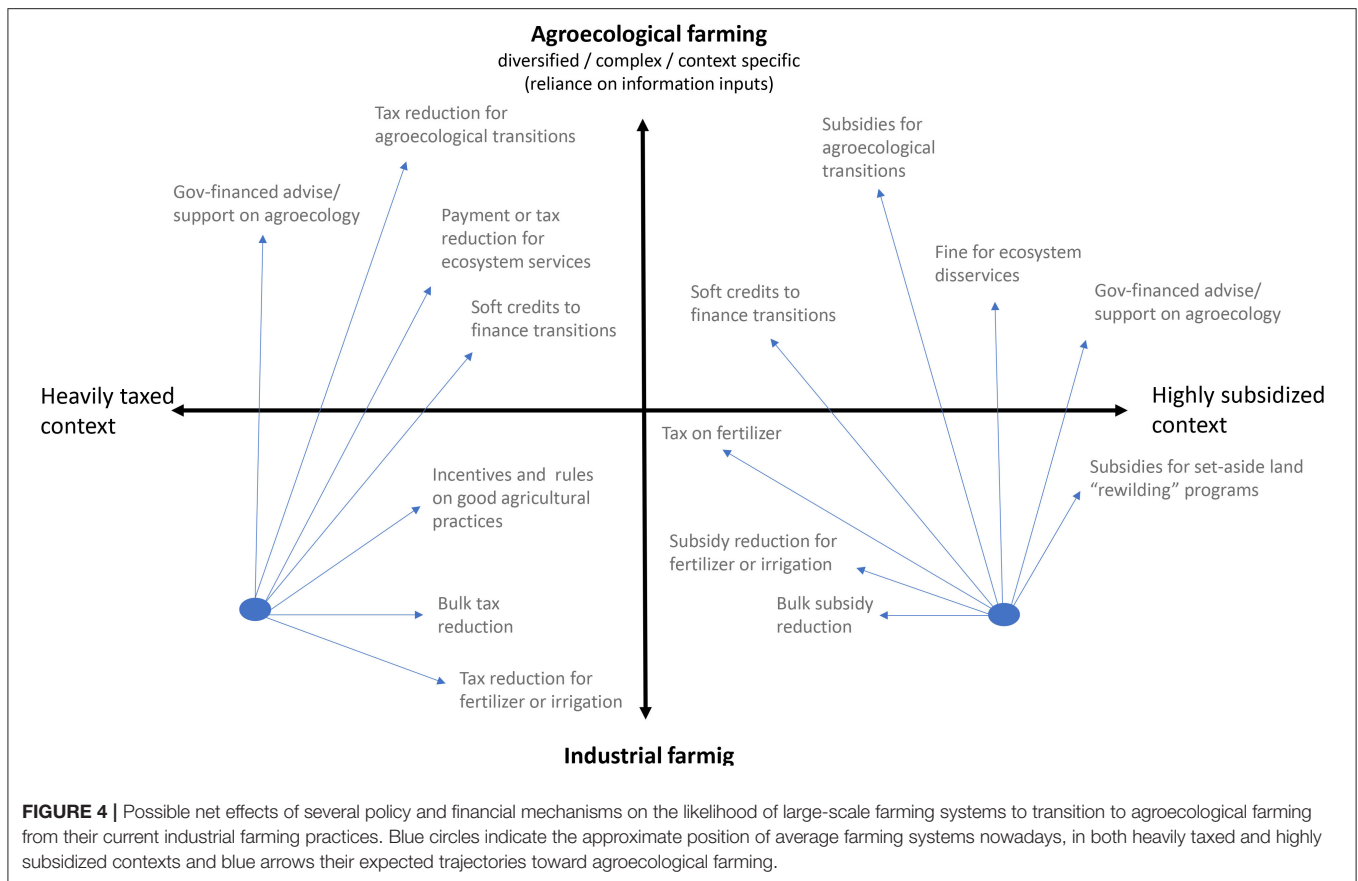 Agroecological farming
diversified / complex / context specific
(reliance on information inputs)
Tax reduction for
agroecological transitions
Subsidies for
agroecological
transitions
Gov-financed advise/
support on agroecology
Payment or tax
reduction for
ecosystem services
Fine for ecosystem
disservices
Soft credits to
finance transitions
Soft credits to
finance transitions
Gov-financed advise/
support on agroecology
Heavily taxed
context
Highly subsidized
context
Tax on fertilizer
Incentives and rules
on good agricultural
practices
Subsidies for set-aside land
“rewilding” programs
Subsidy reduction for
fertilizer or irrigation
Bulk tax
reduction
Bulk subsidy
reduction
Tax reduction for
fertilizer or irrigation
Industrial farmig
FIGURE 4 | Possible net effects of several policy and financial mechanisms on the likelihood of large-scale farming systems to transition to agroecological farming
from their current industrial farming practices. Blue circles indicate the approximate position of average farming systems nowadays, in both heavily taxed and highly
subsidized contexts and blue arrows their expected trajectories toward agroecological farming.